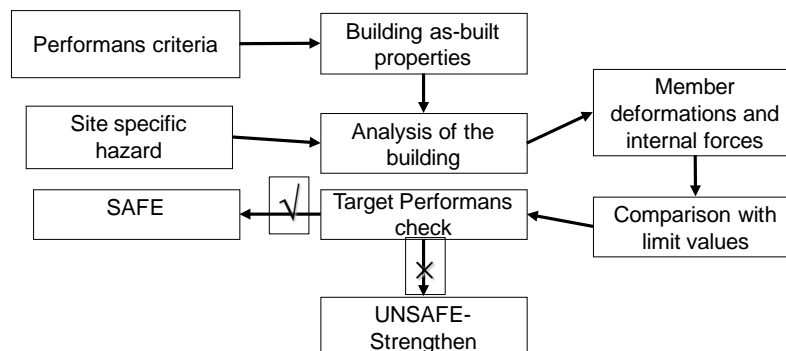 Performans criteria
Building as-built
properties
Member
deformations and
internal forces
Site specific
hazard
Analysis of the
building
SAFE
√
Target Performans
check
Comparison with
limit values
×
UNSAFE-
Strengthen